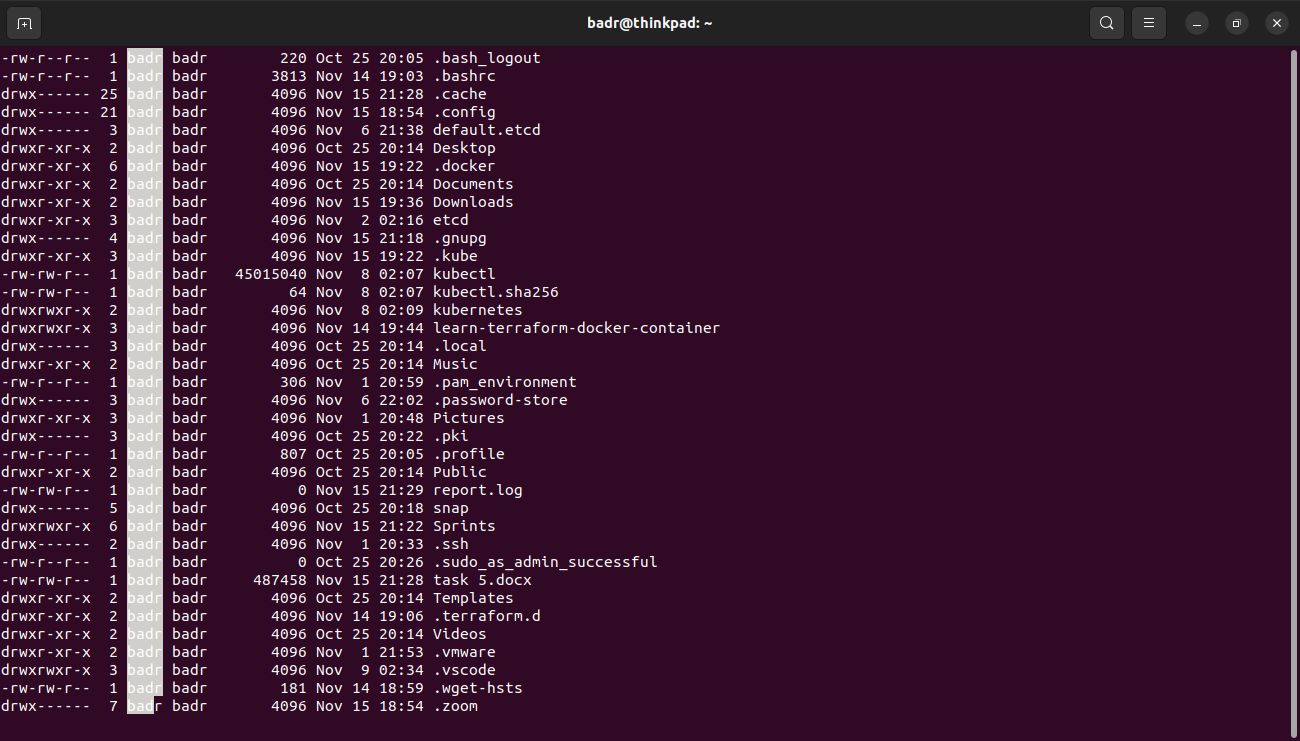 badr@thinkpad: ~
-rw-r--r--  1 badr badr      220 Oct 25 20:05 .bash_logout
-rw-r--r--  1 badr badr     3813 Nov 14 19:03 .bashrc
drwx------ 25 badr badr     4096 Nov 15 21:28 .cache
drwx------ 21 badr badr     4096 Nov 15 18:54 .config
drwx------  3 badr badr     4096 Nov  6 21:38 default.etcd
drwxr-xr-x  2 badr badr     4096 Oct 25 20:14 Desktop
drwxr-xr-x  6 badr badr     4096 Nov 15 19:22 .docker
drwxr-xr-x  2 badr badr     4096 Oct 25 20:14 Documents
drwxr-xr-x  2 badr badr     4096 Nov 15 19:36 Downloads
drwxr-xr-x  3 badr badr     4096 Nov  2 02:16 etcd
drwx------  4 badr badr     4096 Nov 15 21:18 .gnupg
drwxr-xr-x  3 badr badr     4096 Nov 15 19:22 .kube
-rw-rw-r--  1 badr badr 45015040 Nov  8 02:07 kubectl
-rw-rw-r--  1 badr badr       64 Nov  8 02:07 kubectl.sha256
drwxrwxr-x  2 badr badr     4096 Nov  8 02:09 kubernetes
drwxrwxr-x  3 badr badr     4096 Nov 14 19:44 learn-terraform-docker-container
drwx------  3 badr badr     4096 Oct 25 20:14 .local
drwxr-xr-x  2 badr badr     4096 Oct 25 20:14 Music
-rw-r--r--  1 badr badr      306 Nov  1 20:59 .pam_environment
drwx------  3 badr badr     4096 Nov  6 22:02 .password-store
drwxr-xr-x  3 badr badr     4096 Nov  1 20:48 Pictures
drwx------  3 badr badr     4096 Oct 25 20:22 .pki
-rw-r--r--  1 badr badr      807 Oct 25 20:05 .profile
drwxr-xr-x  2 badr badr     4096 Oct 25 20:14 Public
-rw-rw-r--  1 badr badr        0 Nov 15 21:29 report.log
drwx------  5 badr badr     4096 Oct 25 20:18 snap
drwxrwxr-x  6 badr badr     4096 Nov 15 21:22 Sprints
drwx------  2 badr badr     4096 Nov  1 20:33 .ssh
-rw-r--r--  1 badr badr        0 Oct 25 20:26 .sudo_as_admin_successful
-rw-rw-r--  1 badr badr   487458 Nov 15 21:28 task 5.docx
drwxr-xr-x  2 badr badr     4096 Oct 25 20:14 Templates
drwxr-xr-x  2 badr badr     4096 Nov 14 19:06 .terraform.d
drwxr-xr-x  2 badr badr     4096 Oct 25 20:14 Videos
drwxr-xr-x  2 badr badr     4096 Nov  1 21:53 .vmware
drwxrwxr-x  3 badr badr     4096 Nov  9 02:34 .vscode
-rw-rw-r--  1 badr badr      181 Nov 14 18:59 .wget-hsts
drwx------  7 badr badr     4096 Nov 15 18:54 .zoom